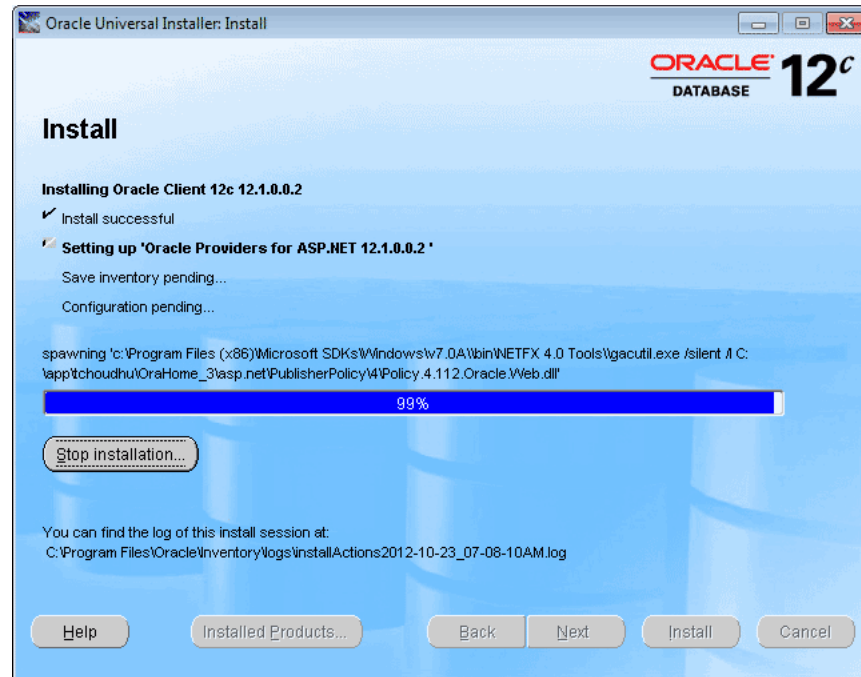 Oracle Universal Installer: Install
ORACLE
DATABASE 12c
Install
Installing Oracle Client 12c 12.1.0.0.2
Install successful
Setting up 'Oracle Providers for ASP.NET 12.1.0.0.2 '
Save inventory pending...
Configuration pending...
spawning 'c:\Program Files (x86)\Microsoft SDKs\Windows\v7.0A\\bin\NETFX 4.0 Tools\\gacutil.exe /silent /i C:
\app\tchoudhu\OraHome_3\asp.net\PublisherPolicy\4\Policy.4.112.Oracle.Web.dll'
99%
Stop installation...
You can find the log of this install session at:
C:\Program Files\Oracle\Inventory\logs\installActions2012-10-23_07-08-10AM.log
Help
Installed Products...
Back
Next
Install
Cancel